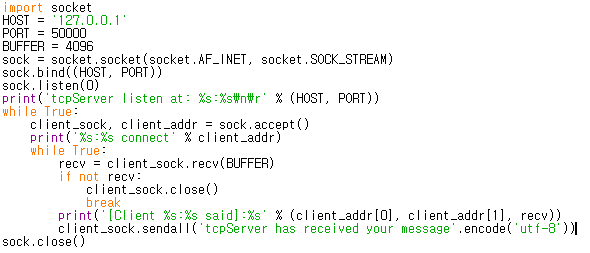 import socket
HOST = '127.0.0.1'
PORT = 50000
BUFFER = 4096
sock = socket.socket(socket.AF_INET, socket.SOCK_STREAM)
sock.bind((HOST, PORT))
sock.listen(0)
print('tcpServer listen at: %s:%s₩n₩r' % (HOST, PORT))
while True:
    client_sock, client_addr = sock.accept()
    print('%s:%s connect' % client_addr)
    while True:
        recv = client_sock.recv(BUFFER)
        if not recv:
            client_sock.close()
            break
        print('[Client %s:%s said]:%s' % (client_addr[0], client_addr[1], recv))
        client_sock.sendall('tcpServer has received your message'.encode('utf-8'))
sock.close()